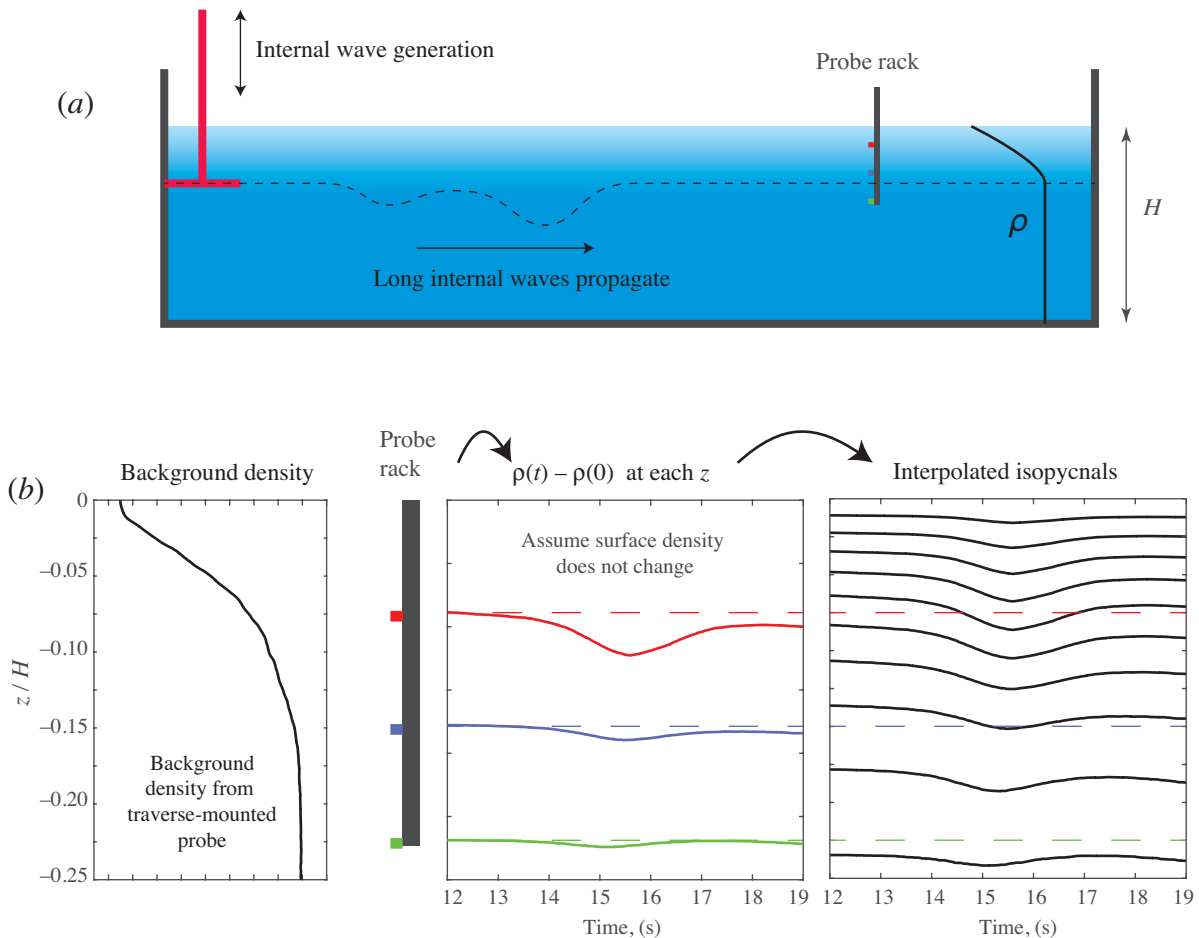 Internal wave generation
Probe rack
(a)
H
ρ
Long internal waves propagate
Probe
rack
Background density
ρ(t) – ρ(0) at each z
Interpolated isopycnals
(b)
0
–0.05
–0.10
–0.15
–0.20
–0.25
z / H
Background
density from
traverse-mounted
probe
Assume surface density
does not change
12 13 14 15 16 17 18 19
Time, (s)
12 13 14 15 16 17 18 19
Time, (s)